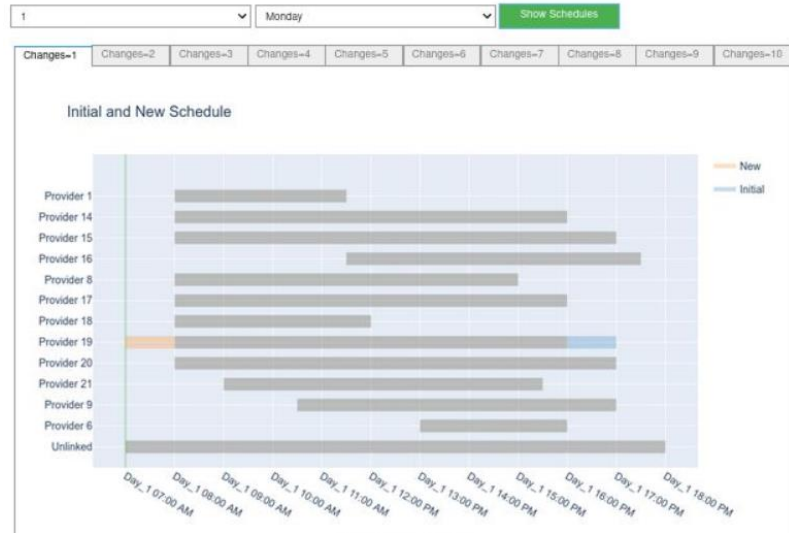 1 Monday Show Schedules
Changes=1 Changes=2 Changes=3 Changes=4 Changes=5 Changes=6 Changes=7 Changes=8 Changes=9 Changes=10
Initial and New Schedule
New
Initial
Provider 1
Provider 14
Provider 15
Provider 16
Provider 8
Provider 17
Provider 18
Provider 19
Provider 20
Provider 21
Provider 9
Provider 6
Unlinked
Day_1 07:00 AM
Day_1 08:00 AM
Day_1 09:00 AM
Day_1 10:00 AM
Day_1 11:00 AM
Day_1 12:00 PM
Day_1 13:00 PM
Day_1 14:00 PM
Day_1 15:00 PM
Day_1 16:00 PM
Day_1 17:00 PM
Day_1 18:00 PM